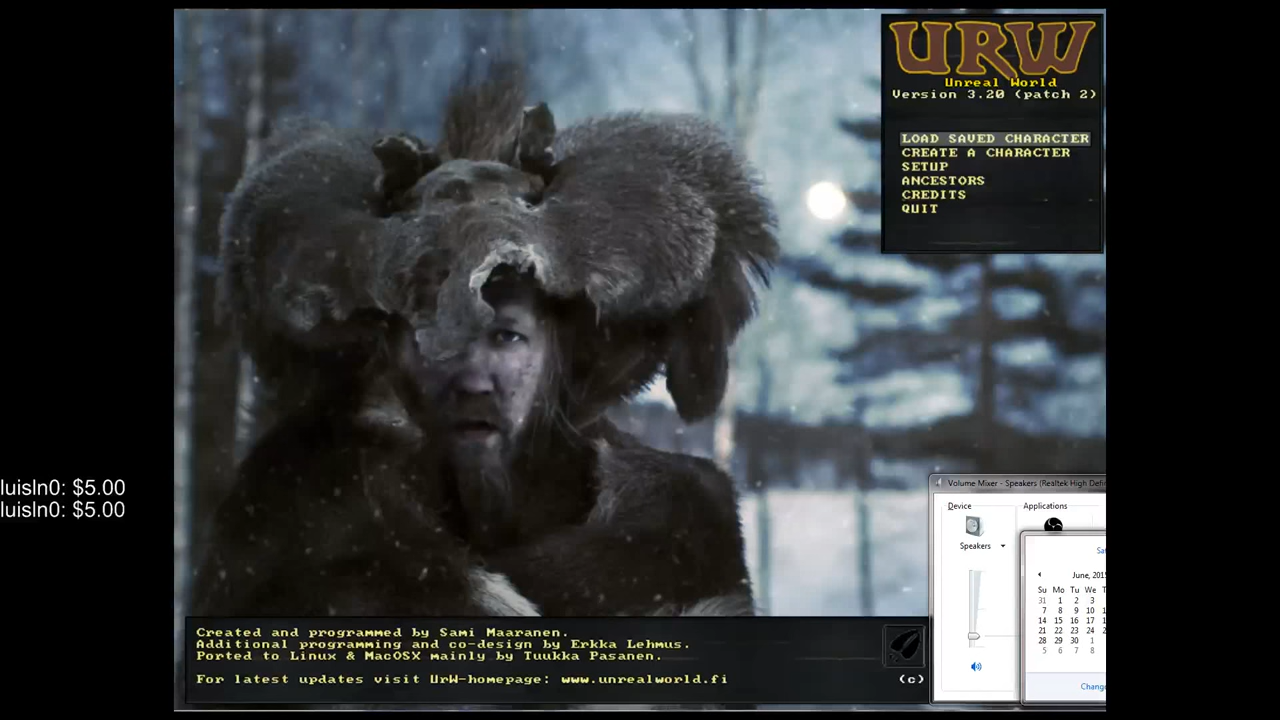 URW
Unreal World
Version 3.20 (patch 2)
LOAD SAVED CHARACTER
CREATE A CHARACTER
SETUP
ANCESTORS
CREDITS
QUIT
luisln0: $5.00
luisln0: $5.00
Volume Mixer - Speakers (Realtek High Defi
Device
Applications
Speakers
June, 201
Su Mo Tu We
31 1 2 3
7 8 9 10
14 15 16 17
21 22 23 24
28 29 30 1
5 6 7 8
Change
Created and programmed by Sami Maaranen.
Additional programming and co-design by Erkka Lehmus.
Ported to Linux & MacOSX mainly by Tuukka Pasanen.
For latest updates visit UrW-homepage: www.unrealworld.fi
(c)